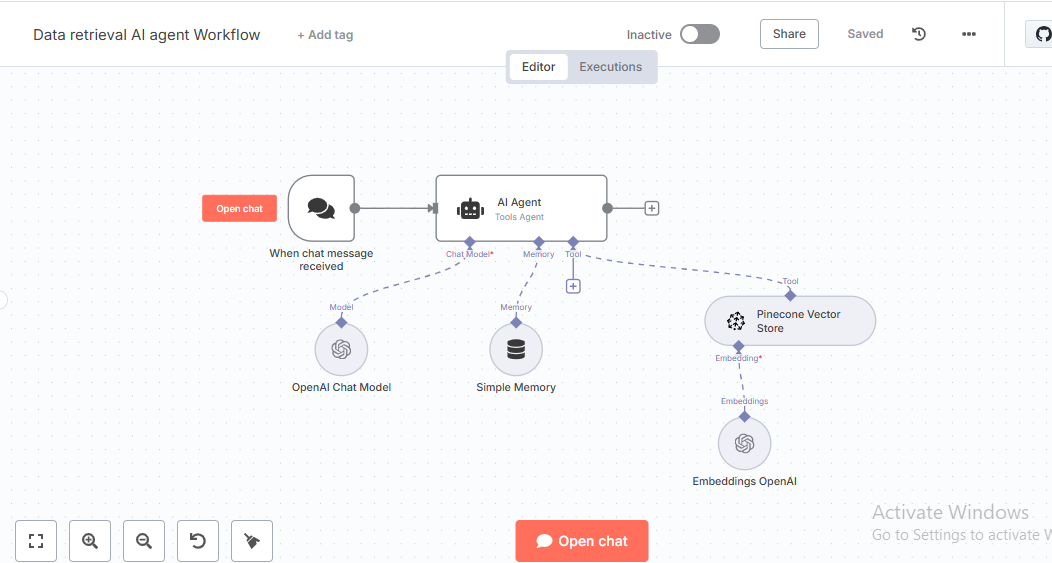 Data retrieval AI agent Workflow
+ Add tag
Inactive
Share
Saved
Editor
Executions
Open chat
When chat message
received
AI Agent
Tools Agent
Chat Model*
Memory
Tool
Model
OpenAI Chat Model
Memory
Simple Memory
Tool
Pinecone Vector
Store
Embedding*
Embeddings
Embeddings OpenAI
Open chat
Activate Windows
Go to Settings to activate W